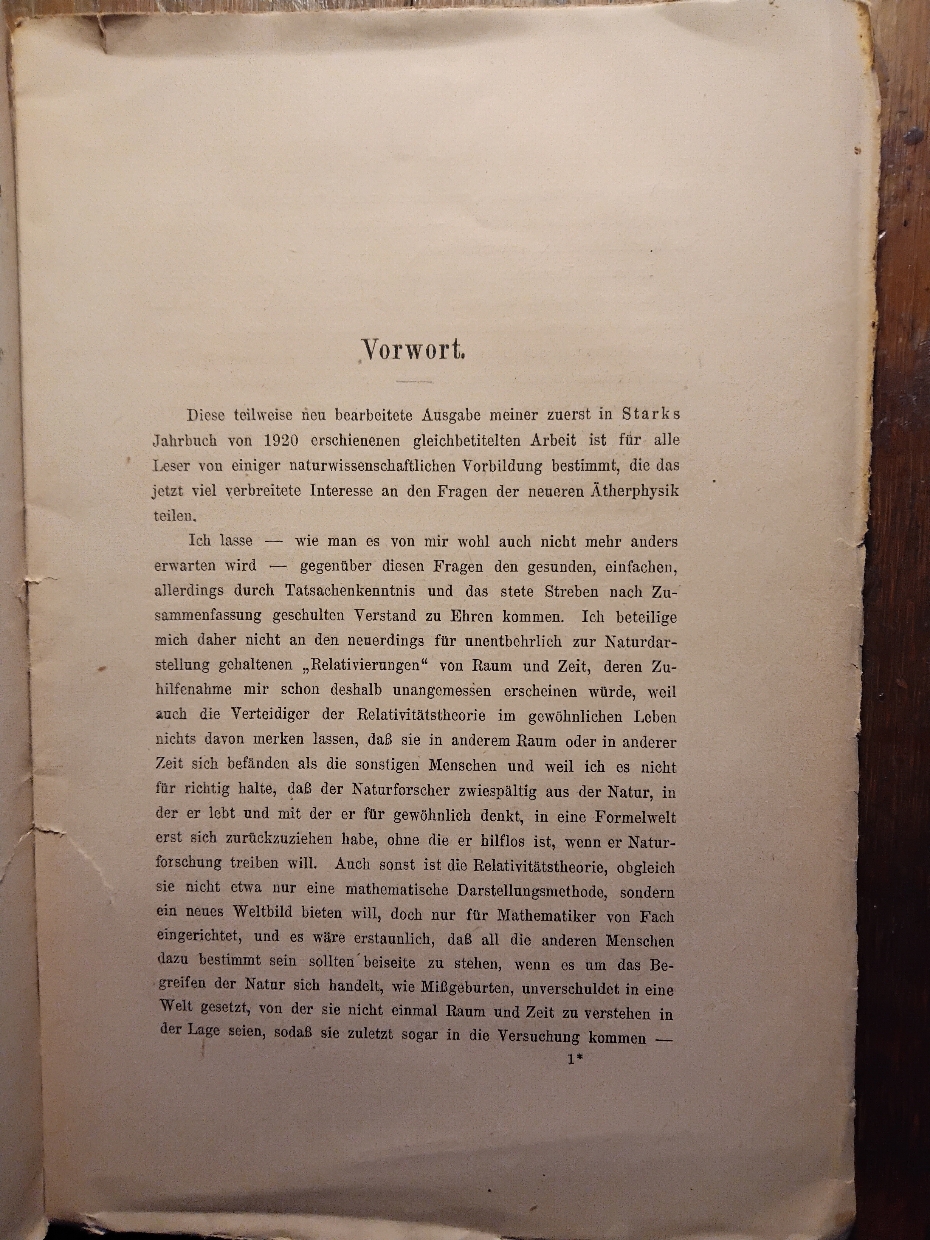 Vorwort.
Diese teilweise neu bearbeitete Ausgabe meiner zuerst in Starks
Jahrbuch von 1920 erschienenen gleichbetitelten Arbeit ist für alle
Leser von einiger naturwissenschaftlichen Vorbildung bestimmt, die das
jetzt viel verbreitete Interesse an den Fragen der neueren Ätherphysik
teilen.
Ich lasse — wie man es von mir wohl auch nicht mehr anders
erwarten wird — gegenüber diesen Fragen den gesunden, einfachen,
allerdings durch Tatsachenkenntnis und das stete Streben nach Zu-
sammenfassung geschulten Verstand zu Ehren kommen. Ich beteilige
mich daher nicht an den neuerdings für unentbehrlich zur Naturdar-
stellung gehaltenen „Relativierungen“ von Raum und Zeit, deren Zu-
hilfenahme mir schon deshalb unangemessen erscheinen würde, weil
auch die Verteidiger der Relativitätstheorie im gewöhnlichen Leben
nichts davon merken lassen, daß sie in anderem Raum oder in anderer
Zeit sich befänden als die sonstigen Menschen und weil ich es nicht
für richtig halte, daß der Naturforscher zwiespältig aus der Natur, in
der er lebt und mit der er für gewöhnlich denkt, in eine Formelwelt
erst sich zurückzuziehen habe, ohne die er hilflos ist, wenn er Natur-
forschung treiben will. Auch sonst ist die Relativitätstheorie, obgleich
sie nicht etwa nur eine mathematische Darstellungsmethode, sondern
ein neues Weltbild bieten will, doch nur für Mathematiker von Fach
eingerichtet, und es wäre erstaunlich, daß all die anderen Menschen
dazu bestimmt sein sollten beiseite zu stehen, wenn es um das Be-
greifen der Natur sich handelt, wie Mißgeburten, unverschuldet in eine
Welt gesetzt, von der sie nicht einmal Raum und Zeit zu verstehen in
der Lage seien, sodaß sie zuletzt sogar in die Versuchung kommen —
1*